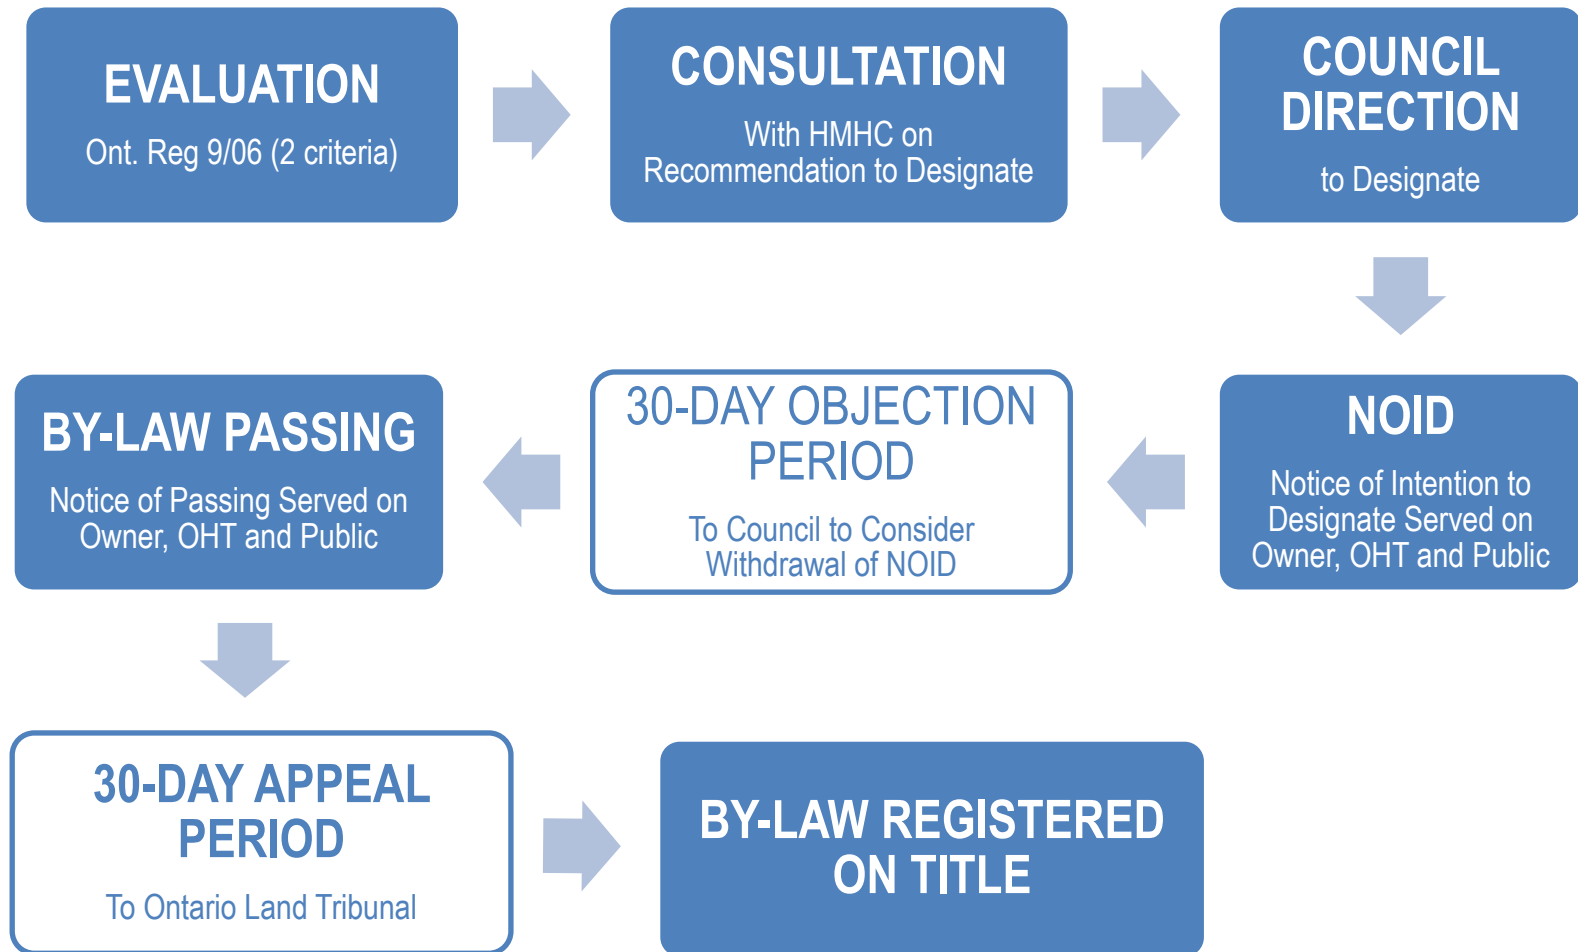 EVALUATION
Ont. Reg 9/06 (2 criteria)
CONSULTATION
With HMHC on
Recommendation to Designate
COUNCIL
DIRECTION
to Designate
NOID
Notice of Intention to
Designate Served on
Owner, OHT and Public
30-DAY OBJECTION
PERIOD
To Council to Consider
Withdrawal of NOID
BY-LAW PASSING
Notice of Passing Served on
Owner, OHT and Public
30-DAY APPEAL
PERIOD
To Ontario Land Tribunal
BY-LAW REGISTERED
ON TITLE